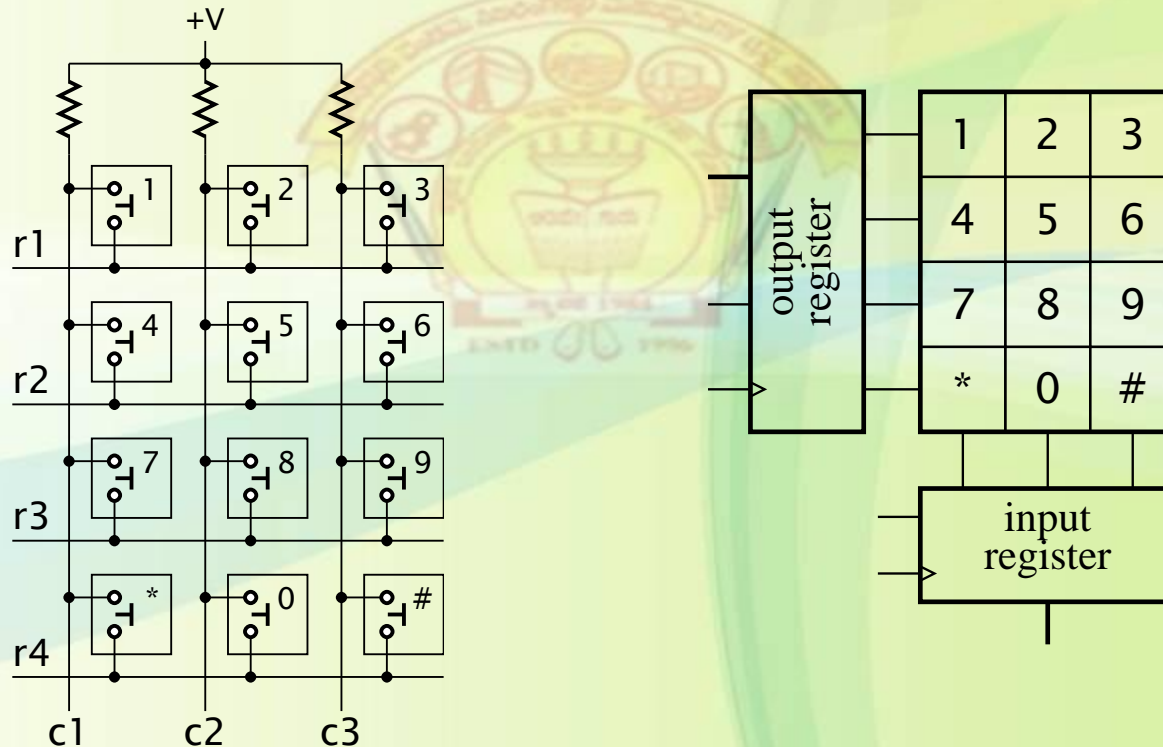 +V
1 2 3
r1
4 5 6
r2
7 8 9
r3
* 0 #
r4
c1 c2 c3
output
register
1 2 3
4 5 6
7 8 9
* 0 #
input
register